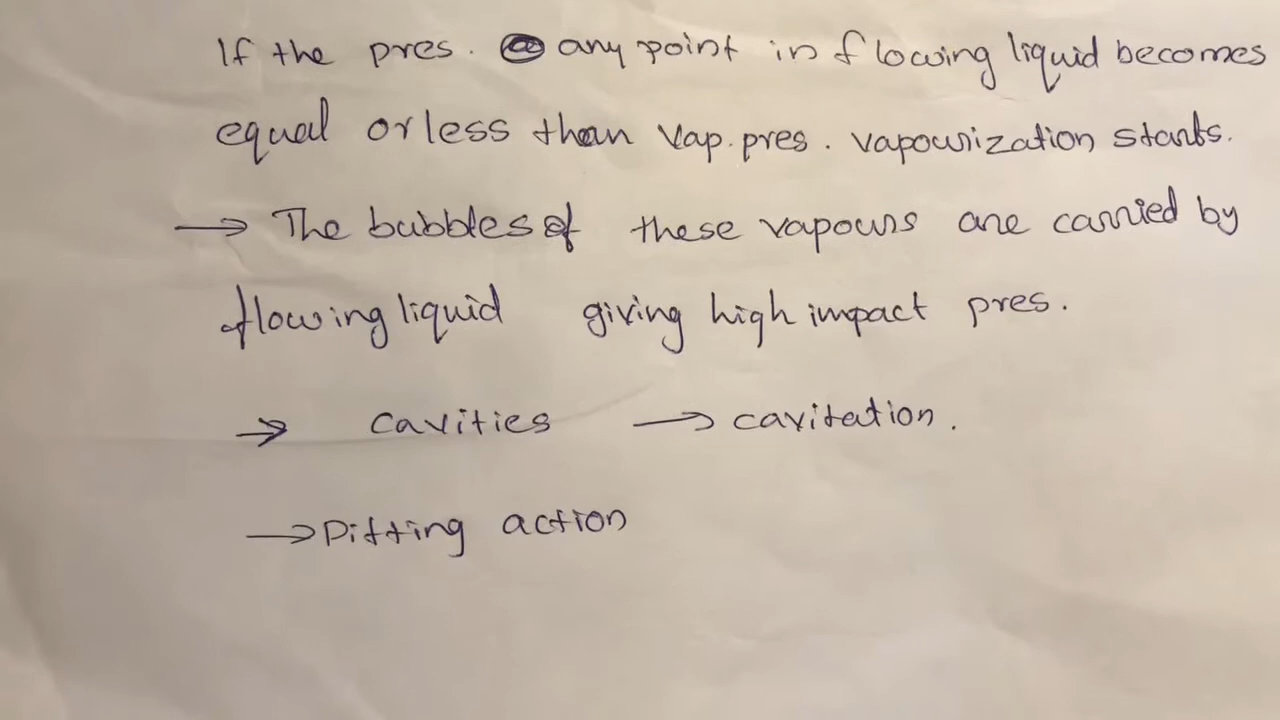 If the pres. @ any point in flowing liquid becomes
equal or less than Vap. pres. vapourization starts.
→ The bubbles of these vapours are carried by
flowing liquid giving high impact pres.
→ cavities → cavitation.
→ Pitting action